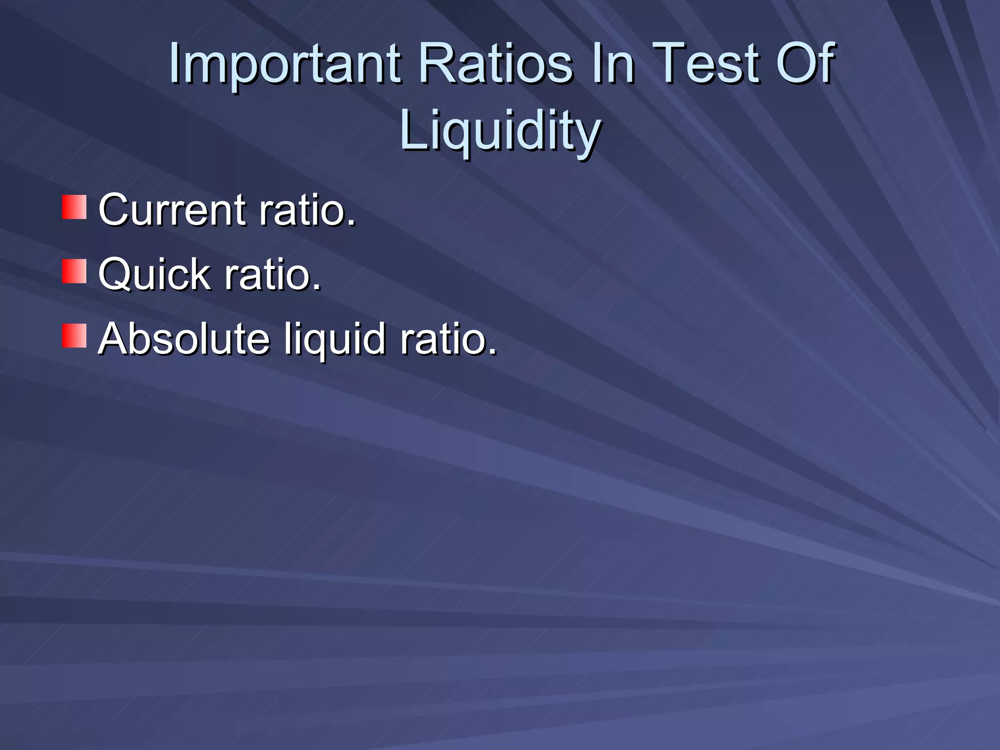 Important Ratios In Test Of
Liquidity
Current ratio.
Quick ratio.
Absolute liquid ratio.